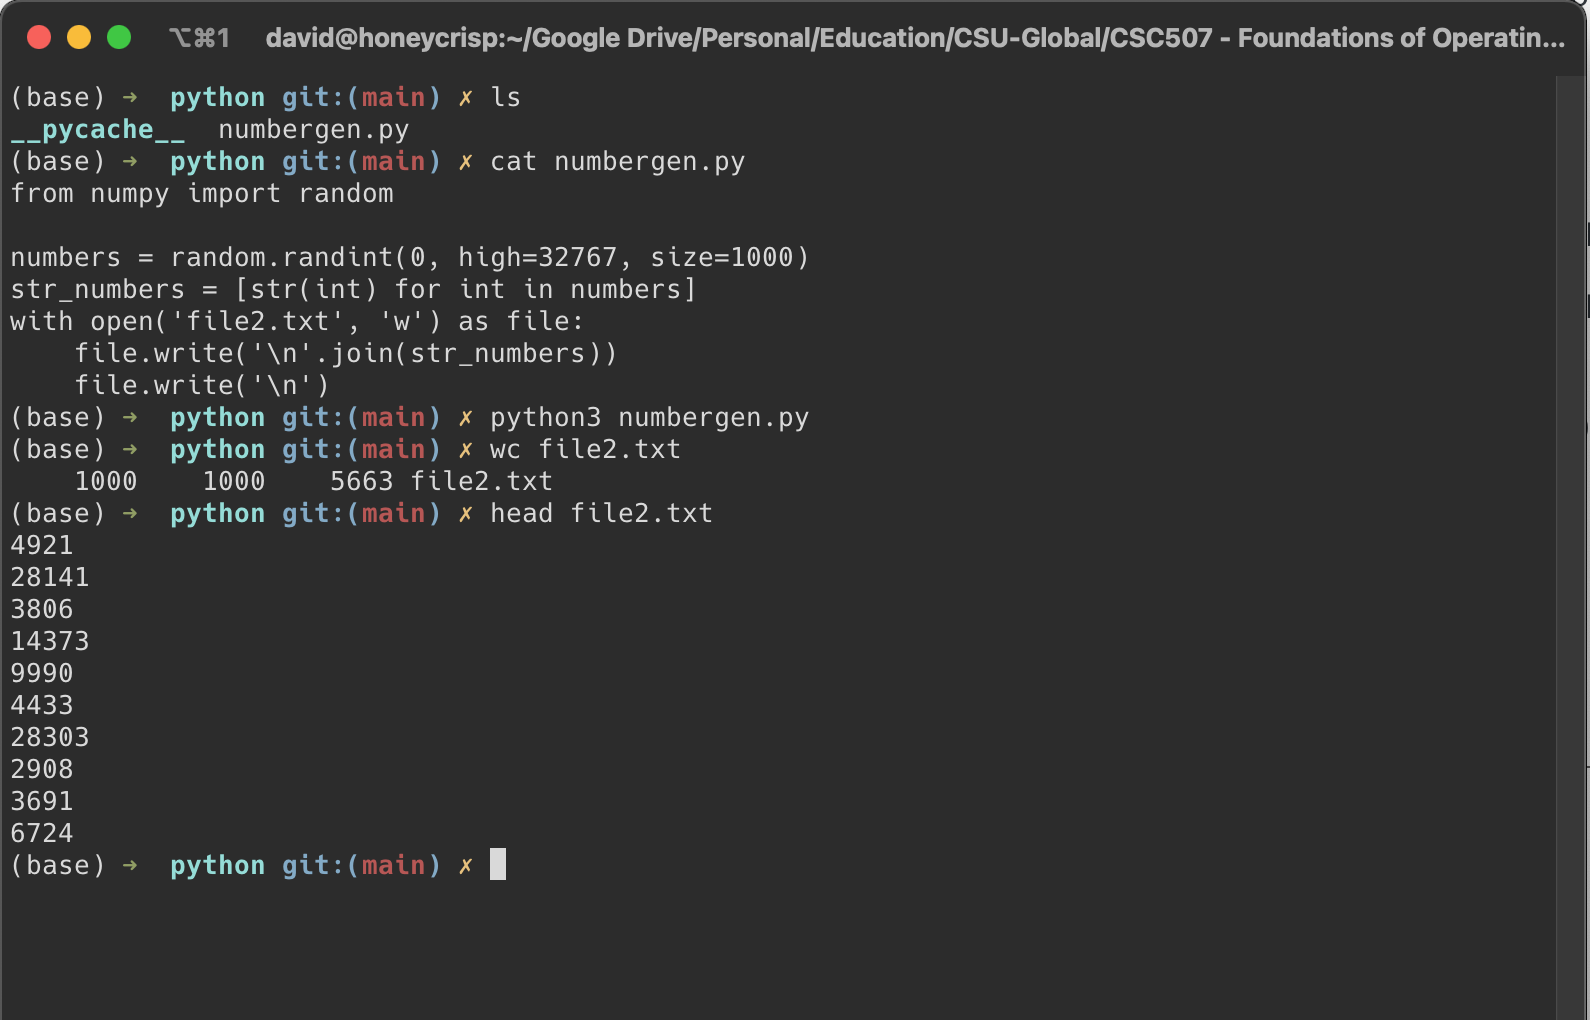 ⌥⌘1 david@honeycrisp:~/Google Drive/Personal/Education/CSU-Global/CSC507 - Foundations of Operatin...
(base) ➜  python git:(main) ✗ ls
__pycache__  numbergen.py
(base) ➜  python git:(main) ✗ cat numbergen.py
from numpy import random

numbers = random.randint(0, high=32767, size=1000)
str_numbers = [str(int) for int in numbers]
with open('file2.txt', 'w') as file:
    file.write('\n'.join(str_numbers))
    file.write('\n')
(base) ➜  python git:(main) ✗ python3 numbergen.py
(base) ➜  python git:(main) ✗ wc file2.txt
    1000    1000    5663 file2.txt
(base) ➜  python git:(main) ✗ head file2.txt
4921
28141
3806
14373
9990
4433
28303
2908
3691
6724
(base) ➜  python git:(main) ✗